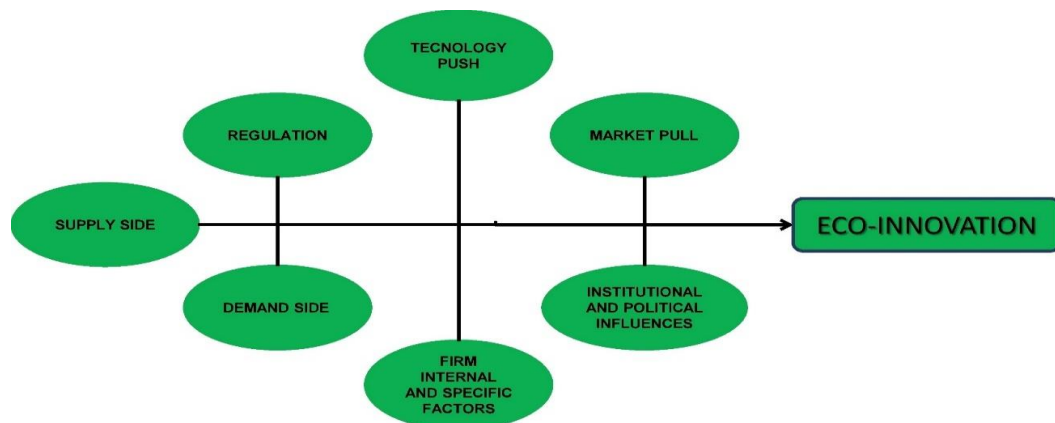 TECNOLOGY
PUSH
REGULATION
MARKET PULL
SUPPLY SIDE
ECO-INNOVATION
DEMAND SIDE
INSTITUTIONAL
AND POLITICAL
INFLUENCES
FIRM
INTERNAL
AND SPECIFIC
FACTORS